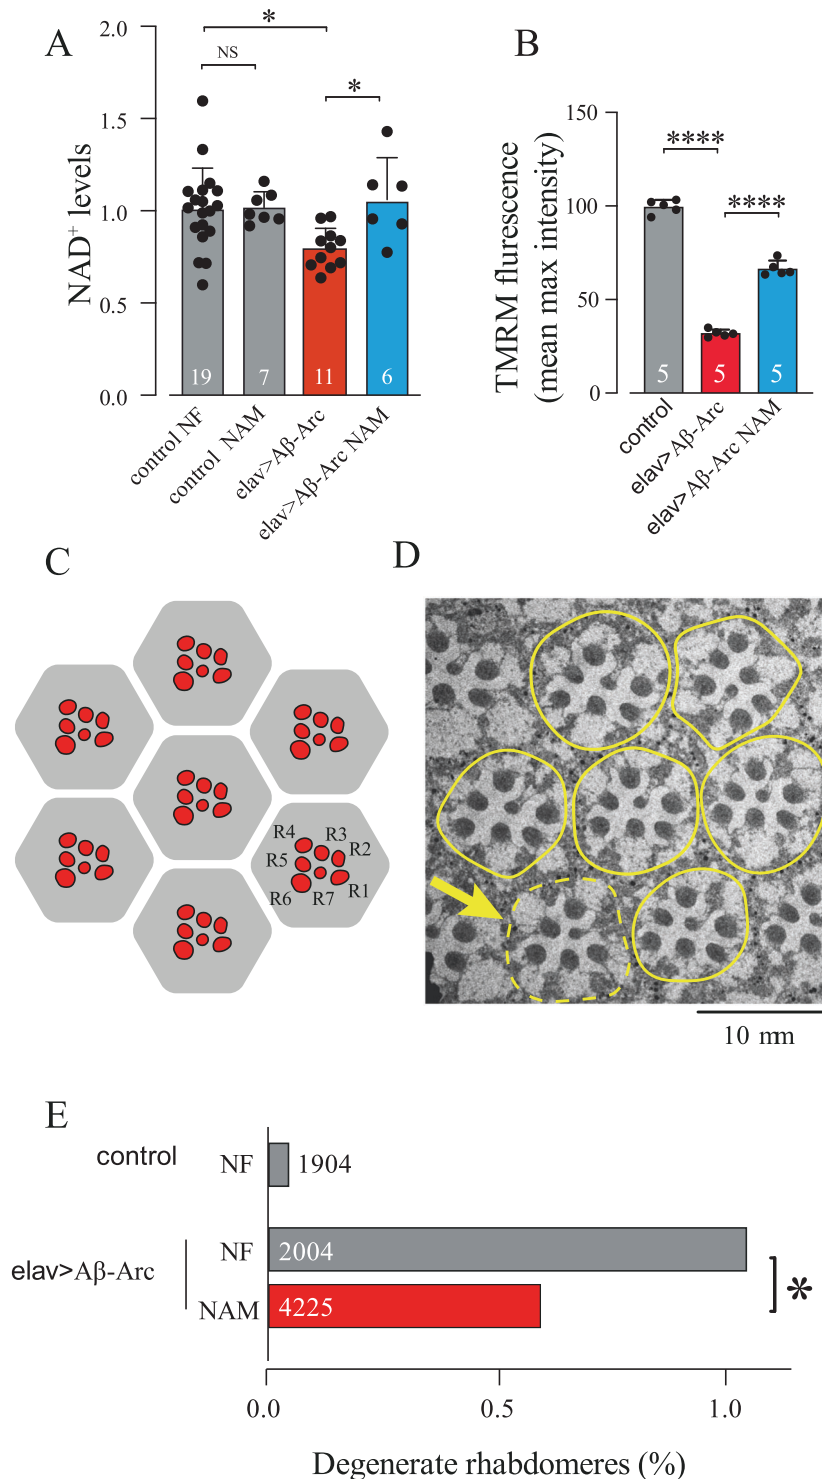 A
*
NS
*
NAD+ levels
2.0
1.5
1.0
0.5
0.0
19
7
11
6
control NF
control NAM
elav>Aβ-Arc
elav>Aβ-Arc NAM
B
TMRM flurescence
(mean max intensity)
150
100
50
0
****
****
5
5
5
control
elav>Aβ-Arc
elav>Aβ-Arc NAM
C
R4
R3
R5
R2
R6
R7
R1
D
10 mm
E
control
NF
1904
elav>Aβ-Arc
NF
2004
NAM
4225
*
0.0
0.5
1.0
Degenerate rhabdomeres (%)